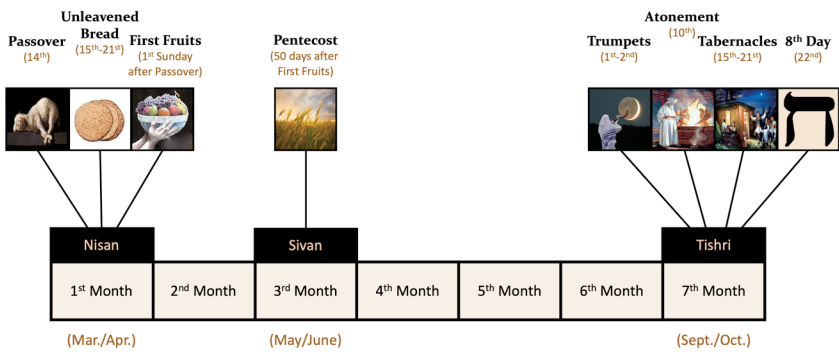 Passover
(14th)
Unleavened
Bread
(15th-21st)
First Fruits
(1st Sunday
after Passover)
Pentecost
(50 days after
First Fruits)
Trumpets
(1st-2nd)
Atonement
(10th)
Tabernacles
(15th-21st)
8th Day
(22nd)
ה
Nisan
Sivan
Tishri
1st Month
2nd Month
3rd Month
4th Month
5th Month
6th Month
7th Month
(Mar./Apr.)
(May/June)
(Sept./Oct.)